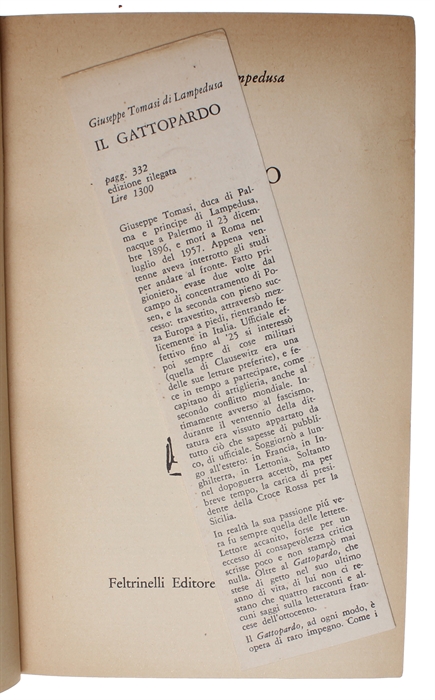 mpedusa
O
Feltrinelli Editore
Giuseppe Tomasi di Lampedusa
IL GATTOPARDO
pagg. 332
edizione rilegata
Lire 1300
Giuseppe Tomasi, duca di Pal-
ma e principe di Lampedusa,
nacque a Palermo il 23 dicem-
bre 1896, e morì a Roma nel
luglio del 1957. Appena ven-
tenne aveva interrotto gli studi
per andare al fronte. Fatto pri-
gioniero, evase due volte dal
campo di concentramento di Po-
sen, e la seconda con pieno suc-
cesso: travestito, attraversò mez-
za Europa a piedi, rientrando fe-
licemente in Italia. Ufficiale ef-
fettivo fino al '25 si interessò
poi sempre di cose militari
(quella di Clausewitz era una
delle sue letture preferite), e fe-
ce in tempo a partecipare, come
capitano di artiglieria, anche al
secondo conflitto mondiale. In-
timamente avverso al fascismo,
durante il ventennio della dit-
tatura era vissuto appartato da
tutto ciò che sapesse di pubbli-
co, di ufficiale. Soggiornò a lun-
go all'estero: in Francia, in In-
ghilterra, in Lettonia. Soltanto
nel dopoguerra accettò, ma per
breve tempo, la carica di presi-
dente della Croce Rossa per la
Sicilia.
In realtà la sua passione più ve-
ra fu sempre quella delle lettere.
Lettore accanito, forse per un
eccesso di consapevolezza critica
scrisse poco e non stampò mai
nulla. Oltre al Gattopardo, che
stese di getto nel suo ultimo
anno di vita, di lui non ci re-
stano che quattro racconti e al-
cuni saggi sulla letteratura fran-
cese dell'ottocento.
Il Gattopardo, ad ogni modo, è
opera di raro impegno. Come i